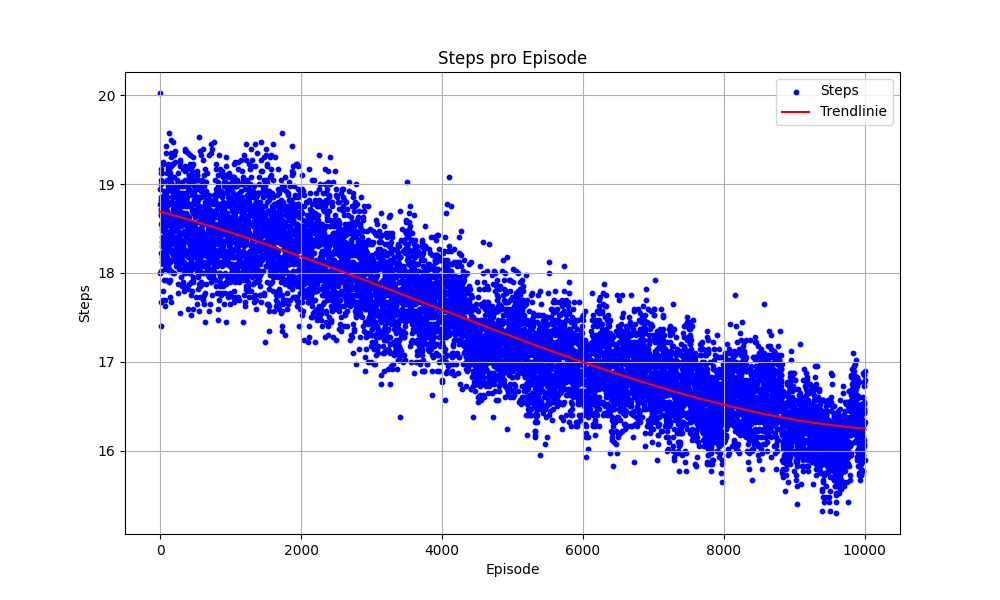 Steps pro Episode
Steps
Trendlinie
20
19
18
17
16
Steps
0 2000 4000 6000 8000 10000
Episode